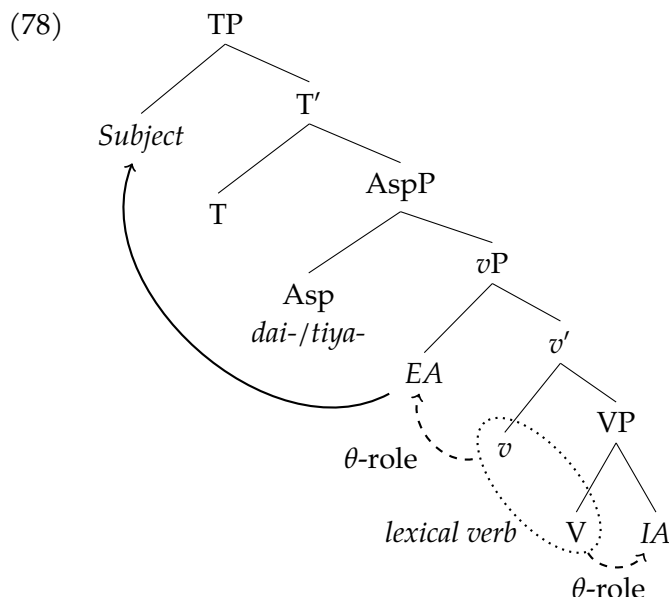 (78)
TP
Subject
T′
T
AspP
Asp
dai-/tiya-
vP
EA
v′
v
VP
θ-role
lexical verb
V
IA
θ-role